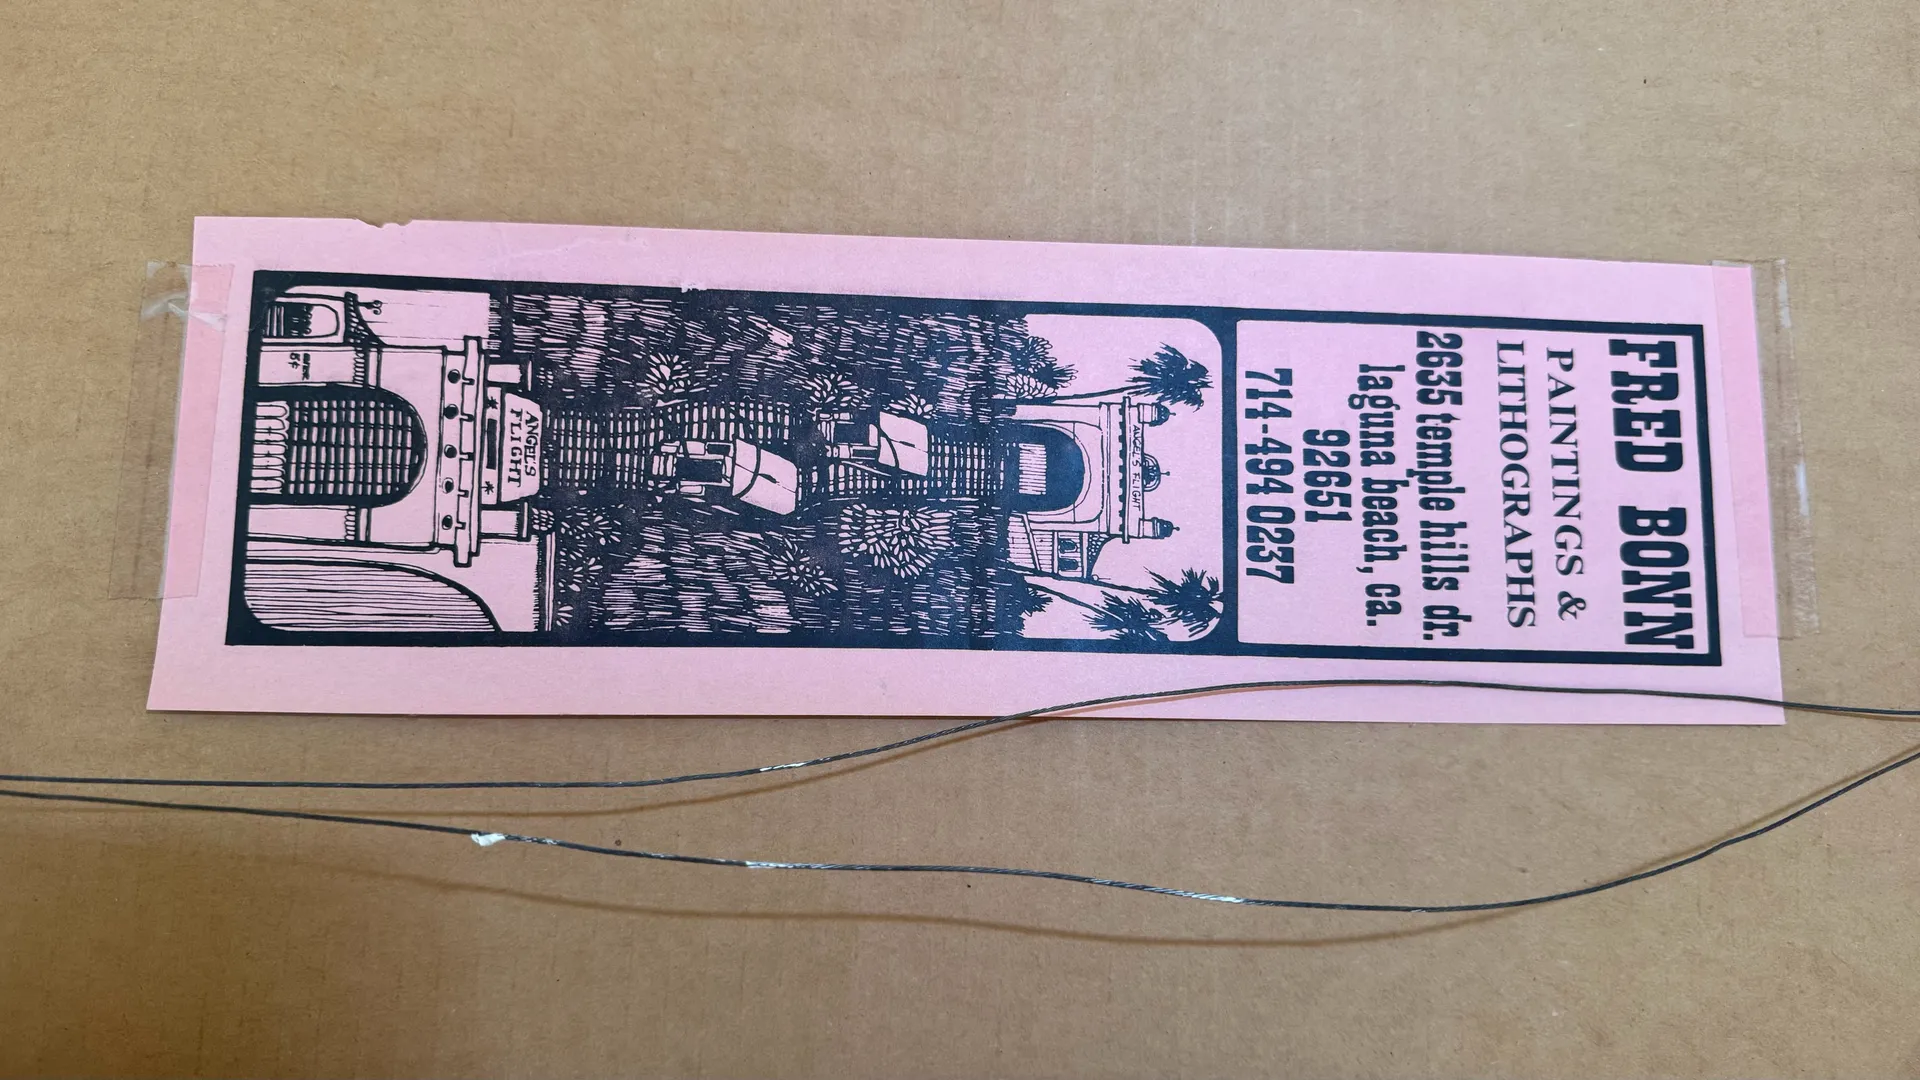 FRED BONN
PAINTINGS &
LITHOGRAPHS
2635 temple hills dr.
laguna beach, ca.
92651
714-494 0237
ANGEL'S FLIGHT
ANGEL'S
FLIGHT
5¢